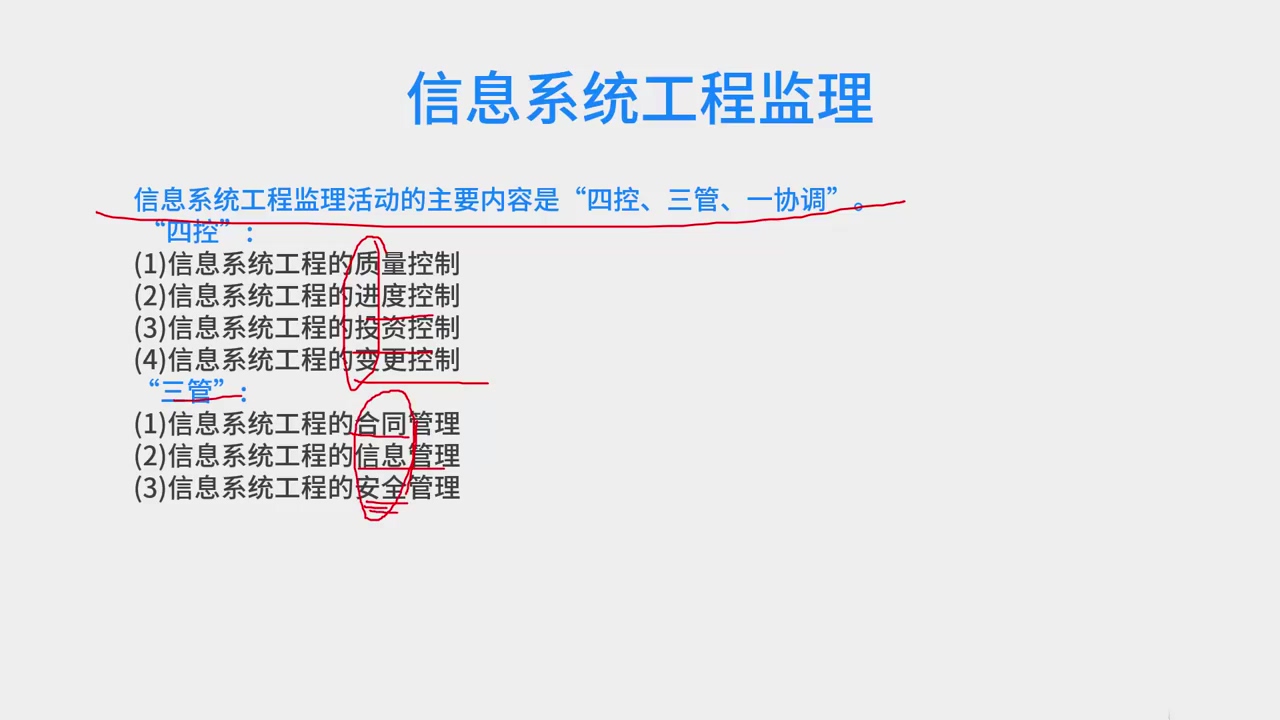 信息系统工程监理
信息系统工程监理活动的主要内容是“四控、三管、一协调”。
“四控”：
(1)信息系统工程的质量控制
(2)信息系统工程的进度控制
(3)信息系统工程的投资控制
(4)信息系统工程的变更控制
“三管”：
(1)信息系统工程的合同管理
(2)信息系统工程的信息管理
(3)信息系统工程的安全管理